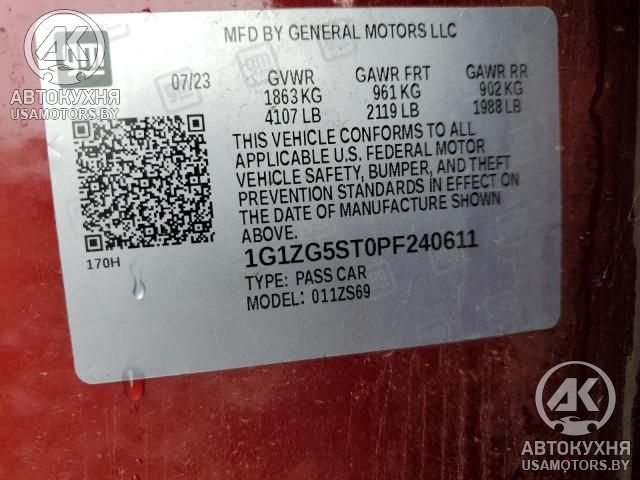 MFD BY GENERAL MOTORS LLC
INT
07/23 GVWR GAWR FRT GAWR RR
1863 KG 961 KG 902 KG
4107 LB 2119 LB 1988 LB
THIS VEHICLE CONFORMS TO ALL
APPLICABLE U.S. FEDERAL MOTOR
VEHICLE SAFETY, BUMPER, AND THEFT
PREVENTION STANDARDS IN EFFECT ON
THE DATE OF MANUFACTURE SHOWN
ABOVE.
170H
1G1ZG5ST0PF240611
TYPE: PASS CAR
MODEL: 011ZS69
АВТОКУХНЯ
USAMOTORS.BY
АК
АВТОКУХНЯ
USAMOTORS.BY